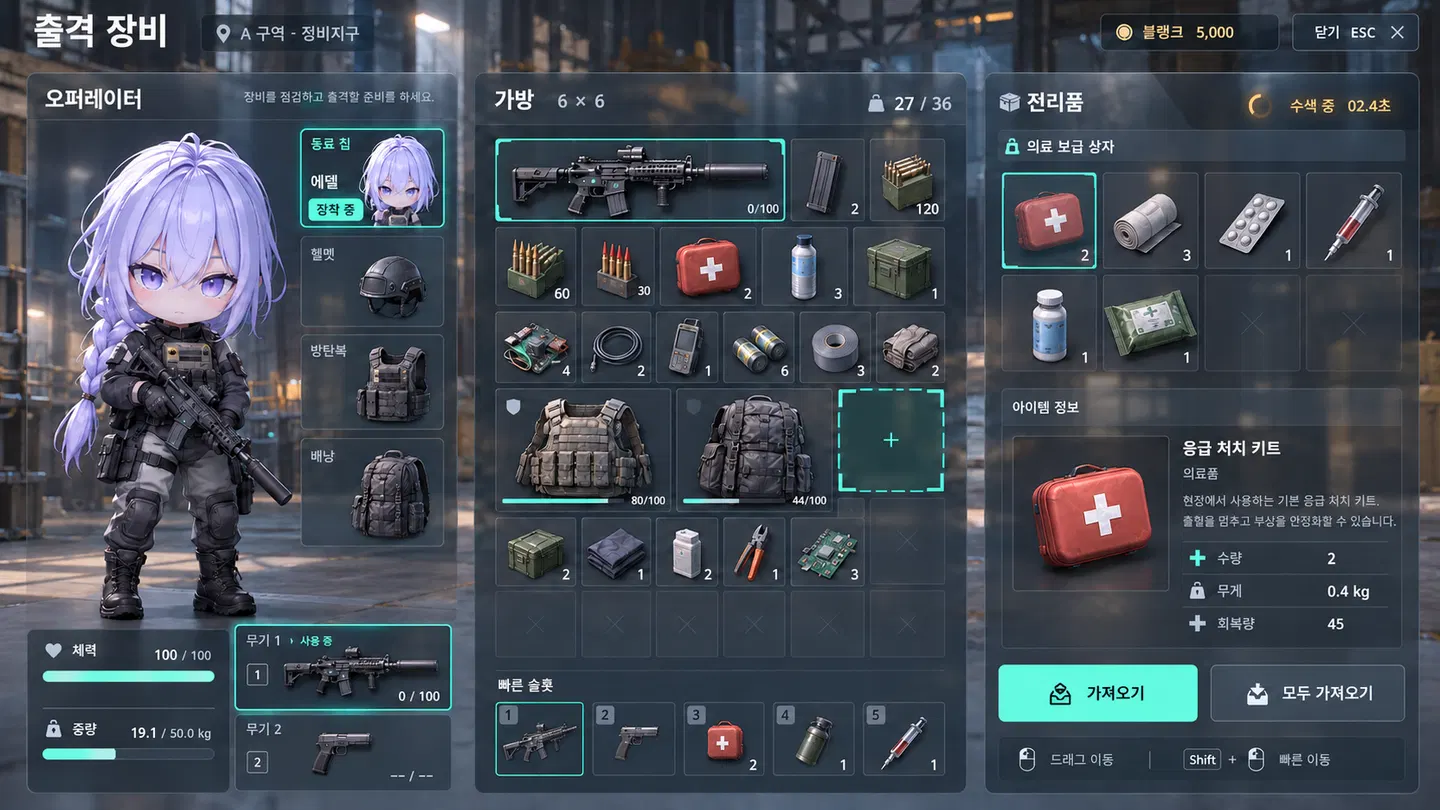 출격 장비
A 구역 - 정비지구
블랭크 5,000
닫기 ESC
오퍼레이터
장비를 점검하고 출격할 준비를 하세요.
동료 칩
에델
장착 중
헬멧
방탄복
배낭
체력
100 / 100
중량
19.1 / 50.0 kg
무기 1 › 사용 중
1
0 / 100
무기 2
2
-- / --
가방 6 × 6
27 / 36
0/100
2
120
60
30
2
3
1
4
2
1
6
3
2
80/100
44/100
2
1
2
1
3
빠른 슬롯
1
2
3
2
4
1
5
1
전리품
수색 중 02.4초
의료 보급 상자
2
3
1
1
1
1
아이템 정보
응급 처치 키트
의료품
현장에서 사용하는 기본 응급 처치 키트.
출혈을 멈추고 부상을 안정화할 수 있습니다.
수량 2
무게 0.4 kg
회복량 45
가져오기
모두 가져오기
드래그 이동
Shift + 빠른 이동